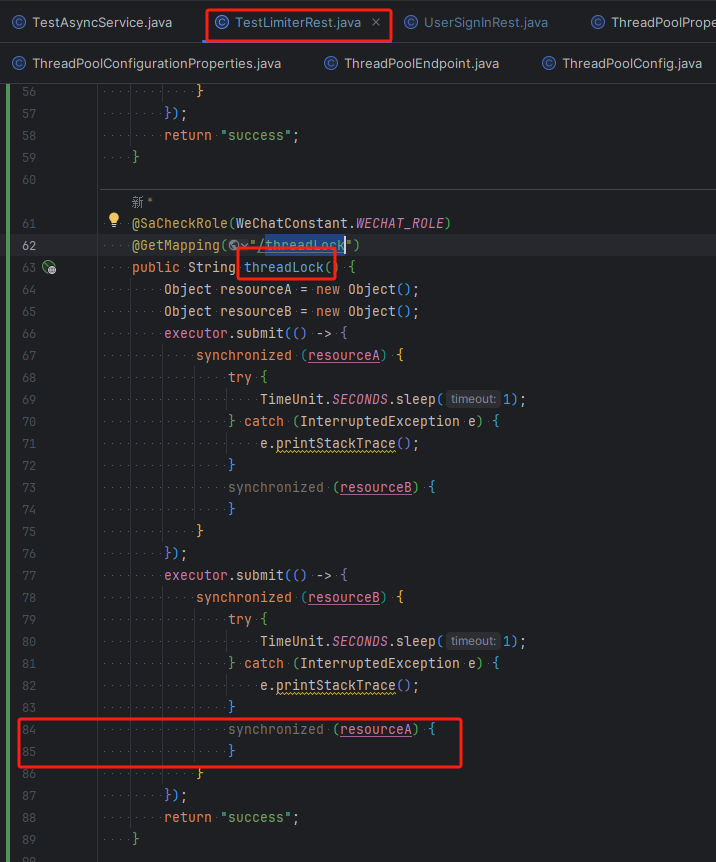 TestAsyncService.java TestLimiterRest.java UserSignInRest.java ThreadPoolPrope
ThreadPoolConfigurationProperties.java ThreadPoolEndpoint.java ThreadPoolConfig.java
56 }
57 });
58 return "success";
59 }
60
新 *
61 @SaCheckRole(WeChatConstant.WECHAT_ROLE)
62 @GetMapping("/threadLock")
63 public String threadLock() {
64 Object resourceA = new Object();
65 Object resourceB = new Object();
66 executor.submit(() -> {
67 synchronized (resourceA) {
68 try {
69 TimeUnit.SECONDS.sleep( timeout: 1);
70 } catch (InterruptedException e) {
71 e.printStackTrace();
72 }
73 synchronized (resourceB) {
74 }
75 }
76 });
77 executor.submit(() -> {
78 synchronized (resourceB) {
79 try {
80 TimeUnit.SECONDS.sleep( timeout: 1);
81 } catch (InterruptedException e) {
82 e.printStackTrace();
83 }
84 synchronized (resourceA) {
85 }
86 }
87 });
88 return "success";
89 }